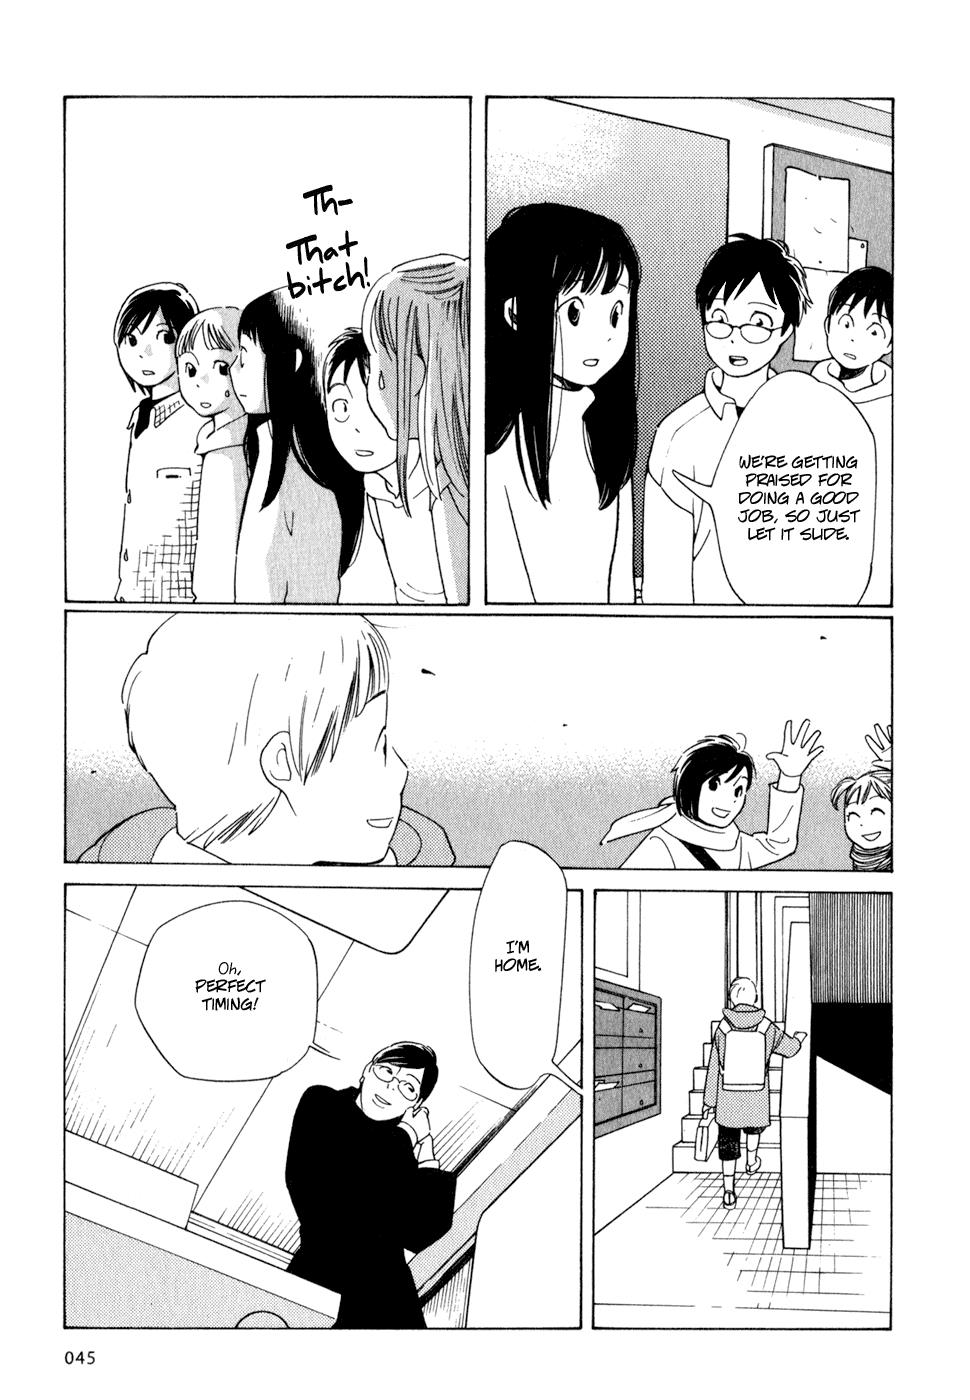 WE'RE GETTING
PRAISED FOR
DOING A GOOD
JOB, SO JUST
LET IT SLIDE.
Th-
That
bitch!
I'M
HOME.
Oh,
PERFECT
TIMING!
045